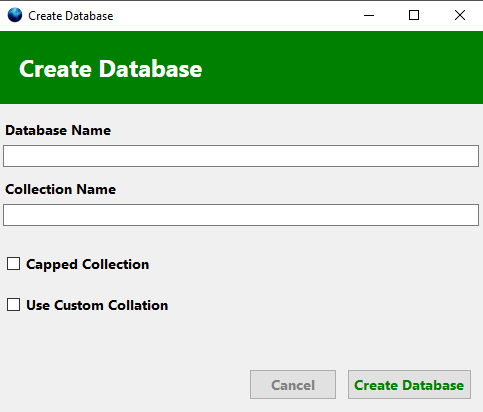 Create Database
Create Database
Database Name
Collection Name
Capped Collection
Use Custom Collation
Cancel
Create Database